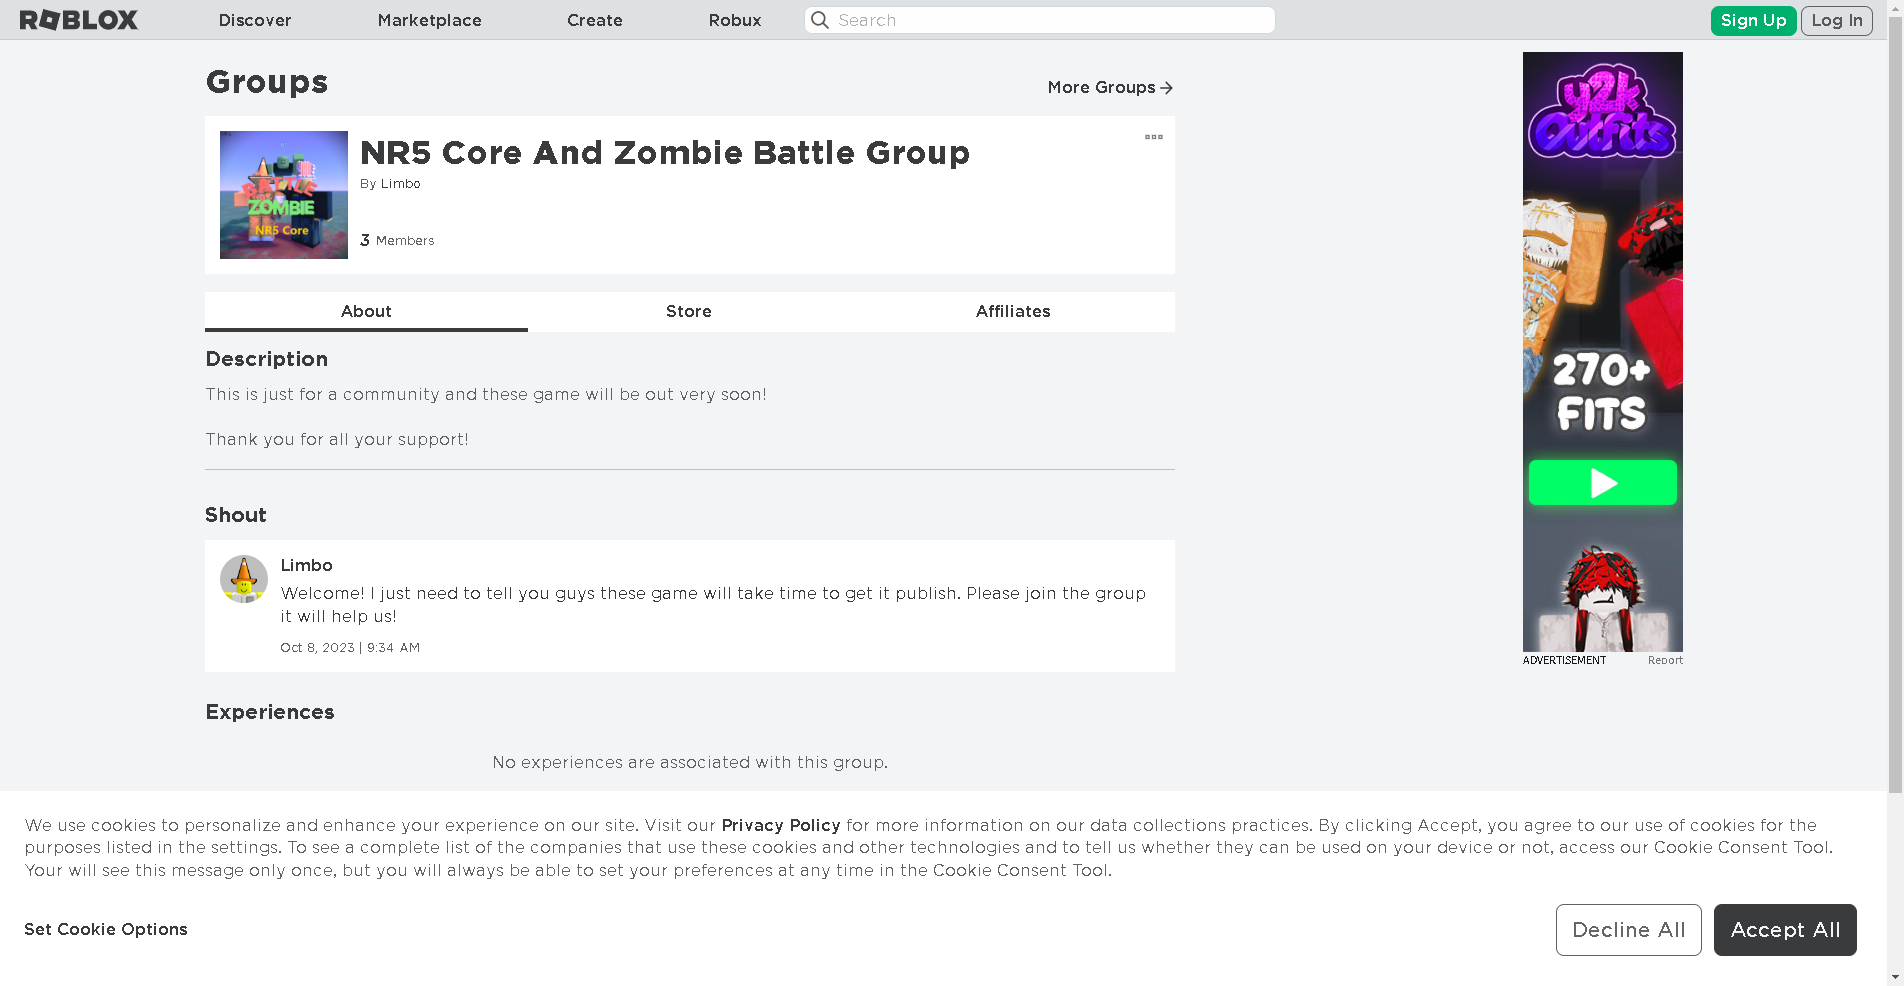 ROBLOX Discover Marketplace Create Robux Search Sign Up Log In
Groups
More Groups
BATTLE
ZOMBIE
NR5 Core
NR5 Core And Zombie Battle Group
By Limbo
3 Members
About Store Affiliates
Description
This is just for a community and these game will be out very soon!
Thank you for all your support!
Shout
Limbo
Welcome! I just need to tell you guys these game will take time to get it publish. Please join the group
it will help us!
Oct 8, 2023 | 9:34 AM
Experiences
No experiences are associated with this group.
y2k
Outfits
270+
FITS
ADVERTISEMENT Report
We use cookies to personalize and enhance your experience on our site. Visit our Privacy Policy for more information on our data collections practices. By clicking Accept, you agree to our use of cookies for the
purposes listed in the settings. To see a complete list of the companies that use these cookies and other technologies and to tell us whether they can be used on your device or not, access our Cookie Consent Tool.
Your will see this message only once, but you will always be able to set your preferences at any time in the Cookie Consent Tool.
Set Cookie Options
Decline All Accept All